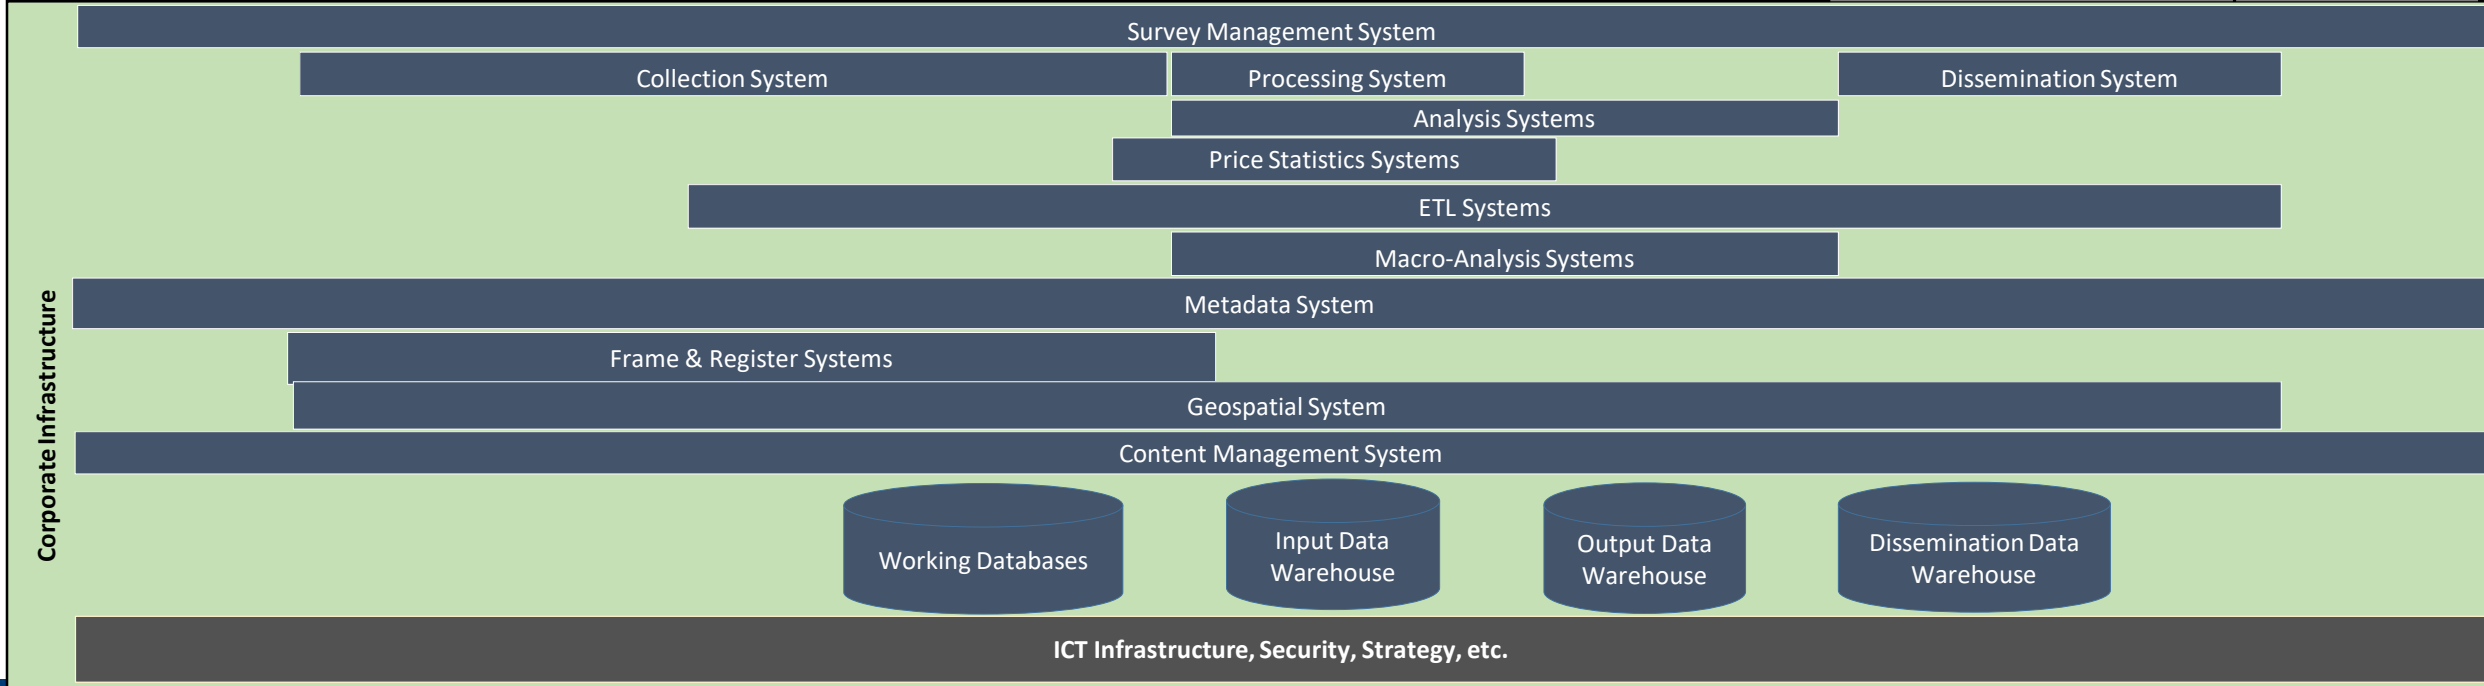 Survey Management System
Collection System
Processing System
Dissemination System
Analysis Systems
Price Statistics Systems
ETL Systems
Macro-Analysis Systems
Metadata System
Frame & Register Systems
Geospatial System
Content Management System
Corporate Infrastructure
Working Databases
Input Data
Warehouse
Output Data
Warehouse
Dissemination Data
Warehouse
ICT Infrastructure, Security, Strategy, etc.